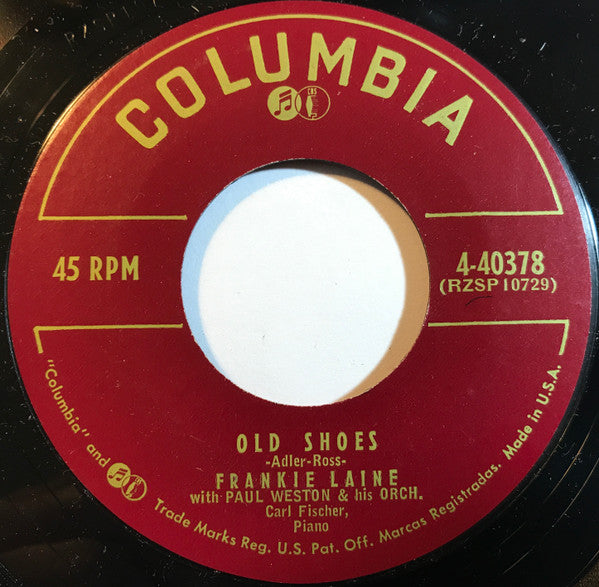 COLUMBIA
CBS
45 RPM
4-40378
(RZSP 10729)
OLD SHOES
-Adler-Ross-
FRANKIE LAINE
with PAUL WESTON & his ORCH.
Carl Fischer,
Piano
"Columbia" and Trade Marks Reg. U.S. Pat. Off. Marcas Registradas. Made in U.S.A.